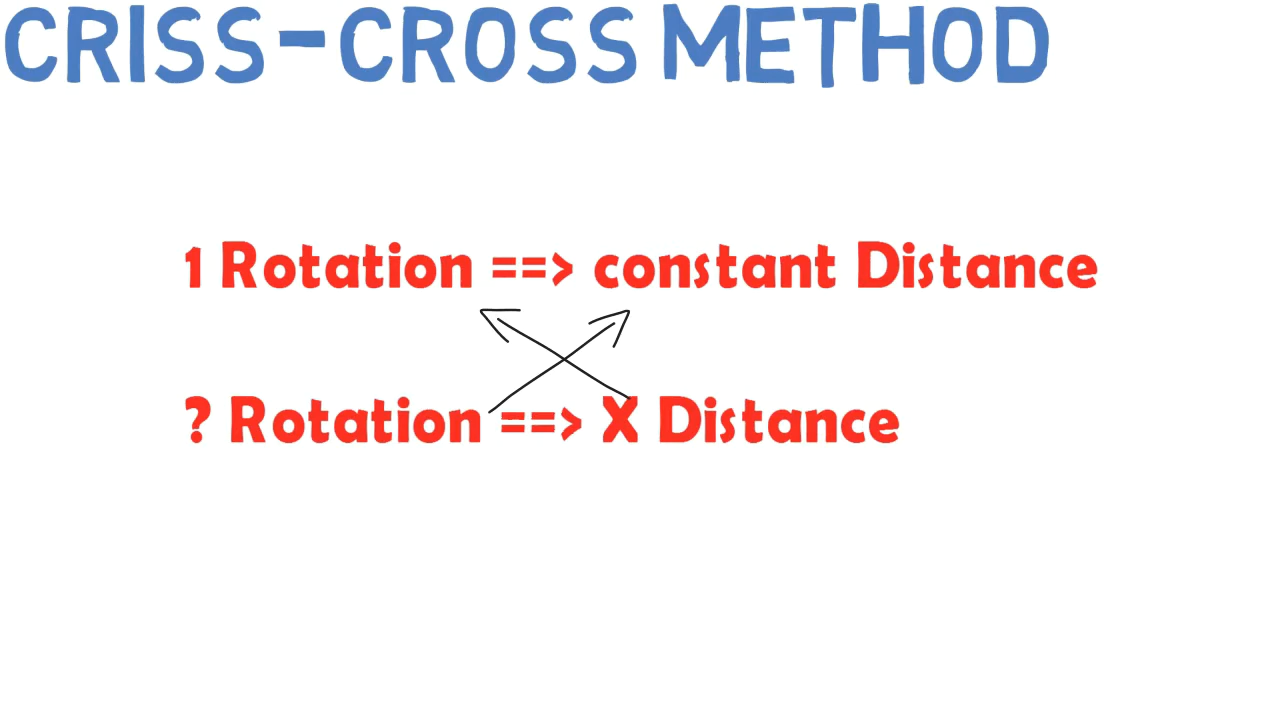 CRISS-CROSS METHOD
1 Rotation ==> constant Distance
? Rotation ==> X Distance